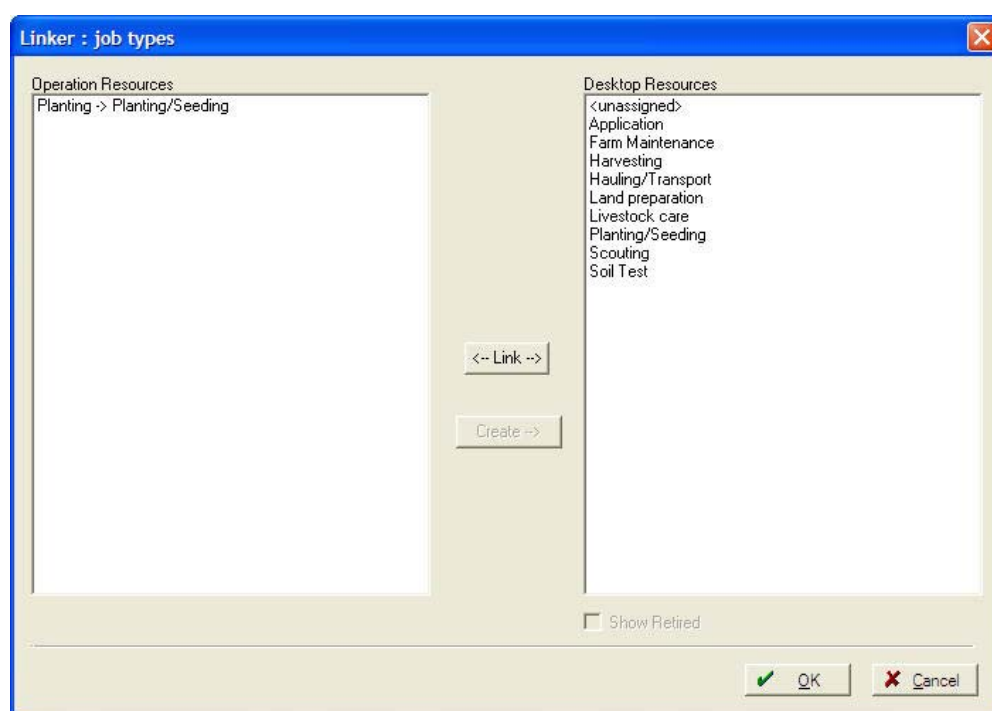 Linker : job types
Operation Resources
Planting -> Planting/Seeding
<-- Link -->
Create -->
Desktop Resources
<unassigned>
Application
Farm Maintenance
Harvesting
Hauling/Transport
Land preparation
Livestock care
Planting/Seeding
Scouting
Soil Test
Show Retired
OK
Cancel